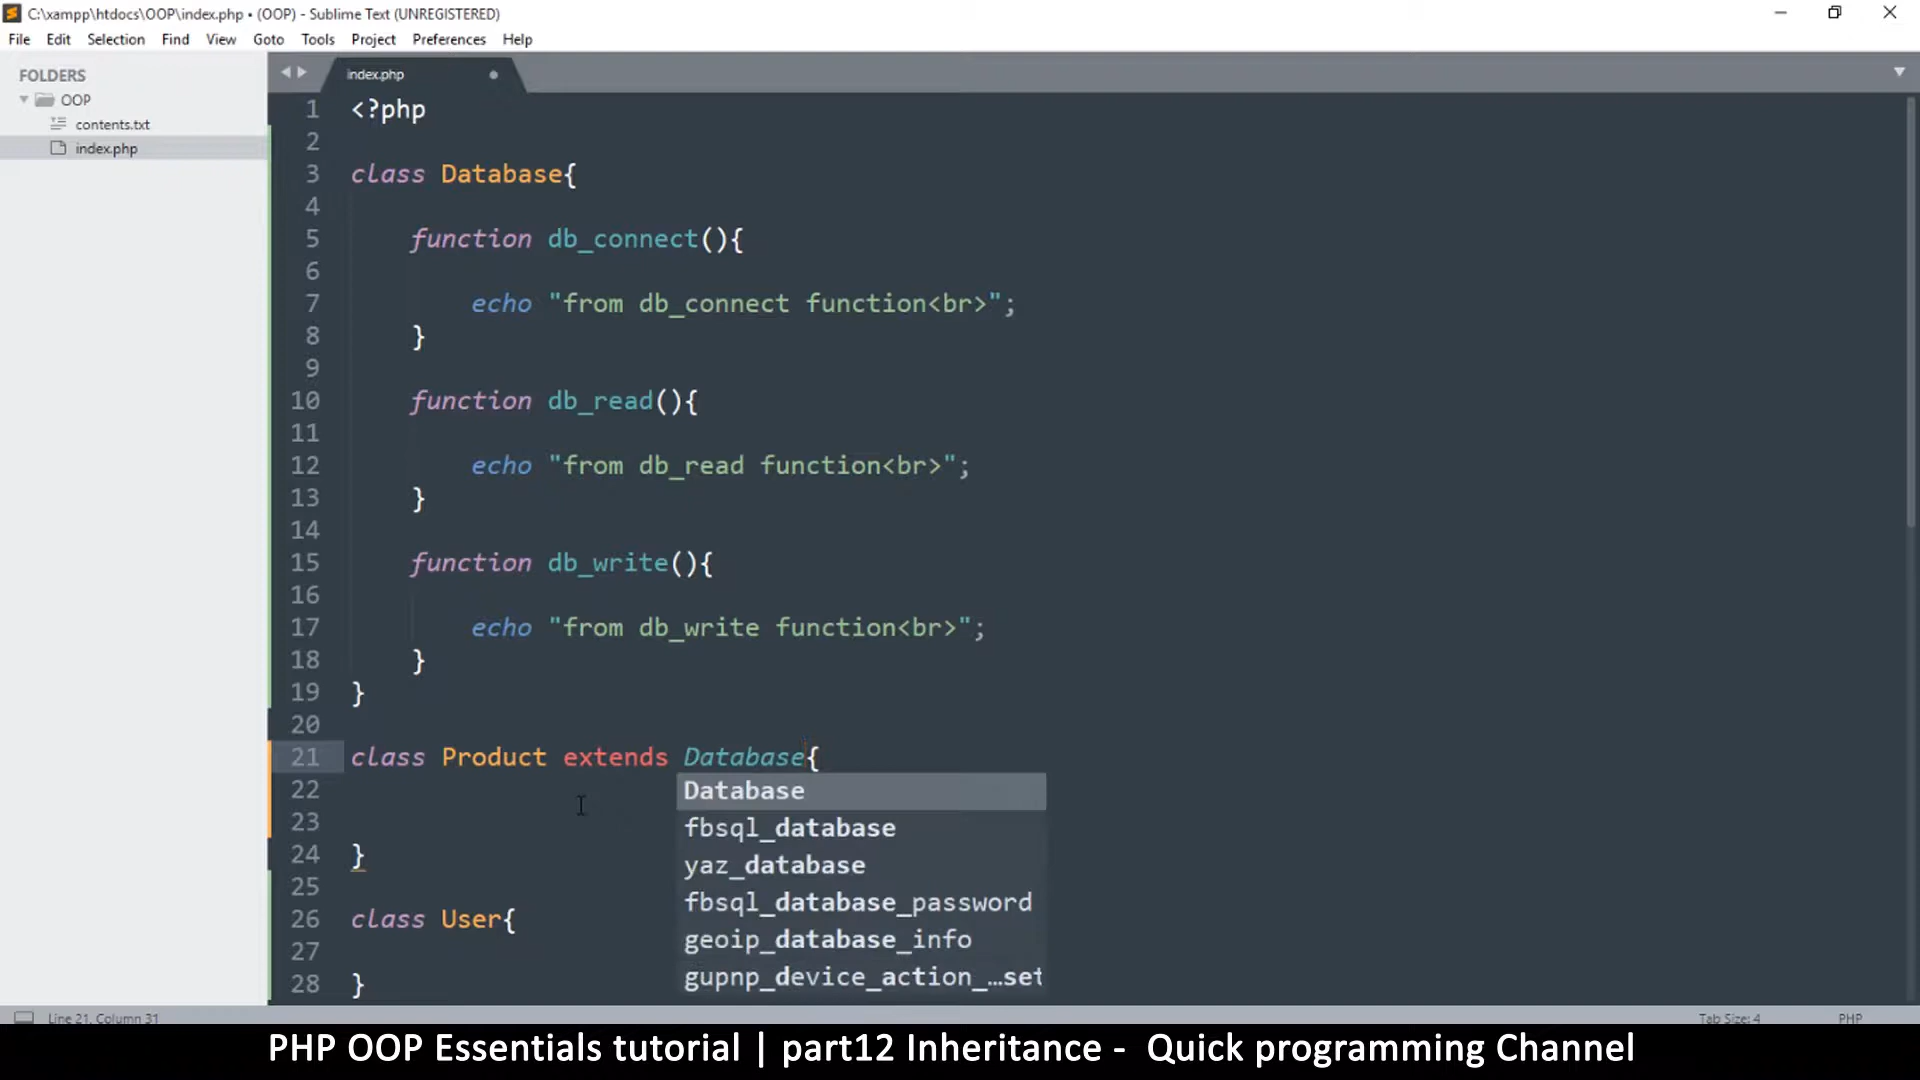 C:\xampp\htdocs\OOP\index.php • (OOP) - Sublime Text (UNREGISTERED)
File Edit Selection Find View Goto Tools Project Preferences Help
FOLDERS
OOP
contents.txt
index.php
index.php
1 <?php
2
3 class Database{
4
5 function db_connect(){
6
7 echo "from db_connect function<br>";
8 }
9
10 function db_read(){
11
12 echo "from db_read function<br>";
13 }
14
15 function db_write(){
16
17 echo "from db_write function<br>";
18 }
19 }
20
21 class Product extends Database{
22
23
24 }
25
26 class User{
27
28 }
Database
fbsql_database
yaz_database
fbsql_database_password
geoip_database_info
gupnp_device_action_…set
Line 21, Column 31
Tab Size: 4
PHP
PHP OOP Essentials tutorial | part12 Inheritance - Quick programming Channel